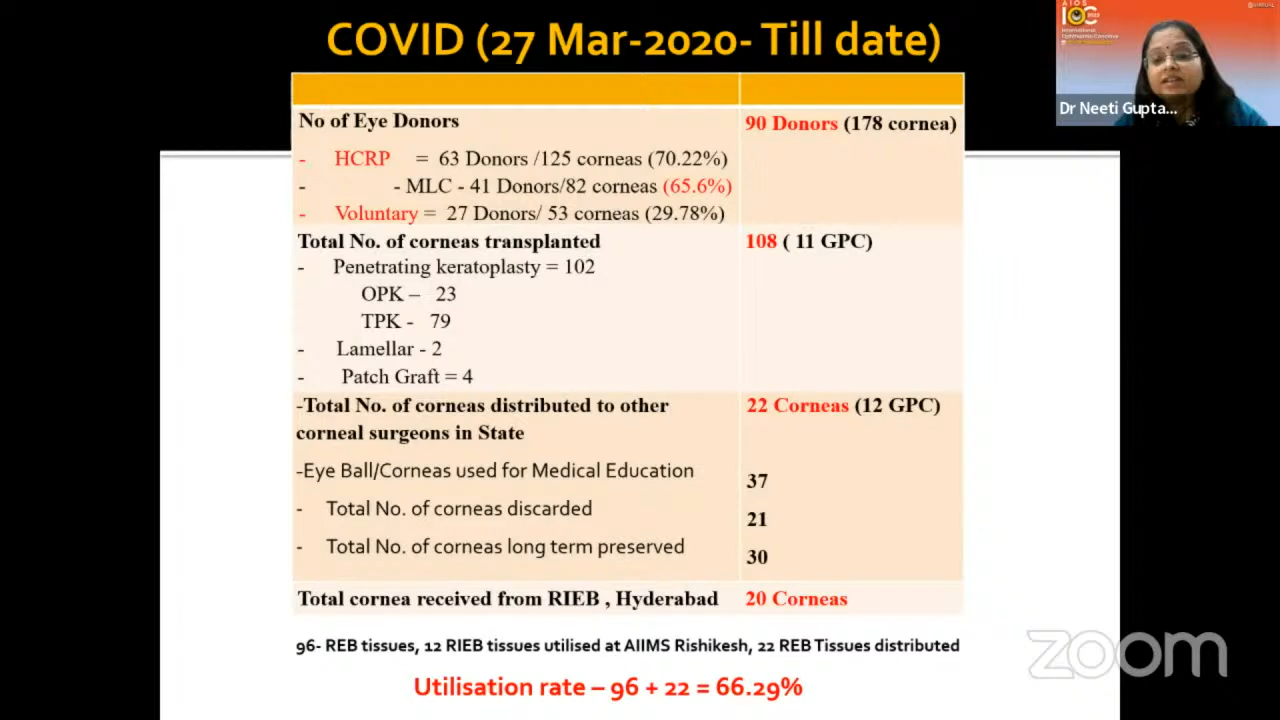 COVID (27 Mar-2020- Till date)
AIOS
IOC
International
Dr Neeti Gupta...
No of Eye Donors
90 Donors (178 cornea)
- HCRP = 63 Donors /125 corneas (70.22%)
- - MLC - 41 Donors/82 corneas (65.6%)
- Voluntary = 27 Donors/ 53 corneas (29.78%)
Total No. of corneas transplanted
108 ( 11 GPC)
- Penetrating keratoplasty = 102
OPK – 23
TPK - 79
- Lamellar - 2
- Patch Graft = 4
-Total No. of corneas distributed to other
corneal surgeons in State
22 Corneas (12 GPC)
-Eye Ball/Corneas used for Medical Education
37
- Total No. of corneas discarded
21
- Total No. of corneas long term preserved
30
Total cornea received from RIEB , Hyderabad
20 Corneas
96- REB tissues, 12 RIEB tissues utilised at AIIMS Rishikesh, 22 REB Tissues distributed
Utilisation rate – 96 + 22 = 66.29%
zoom